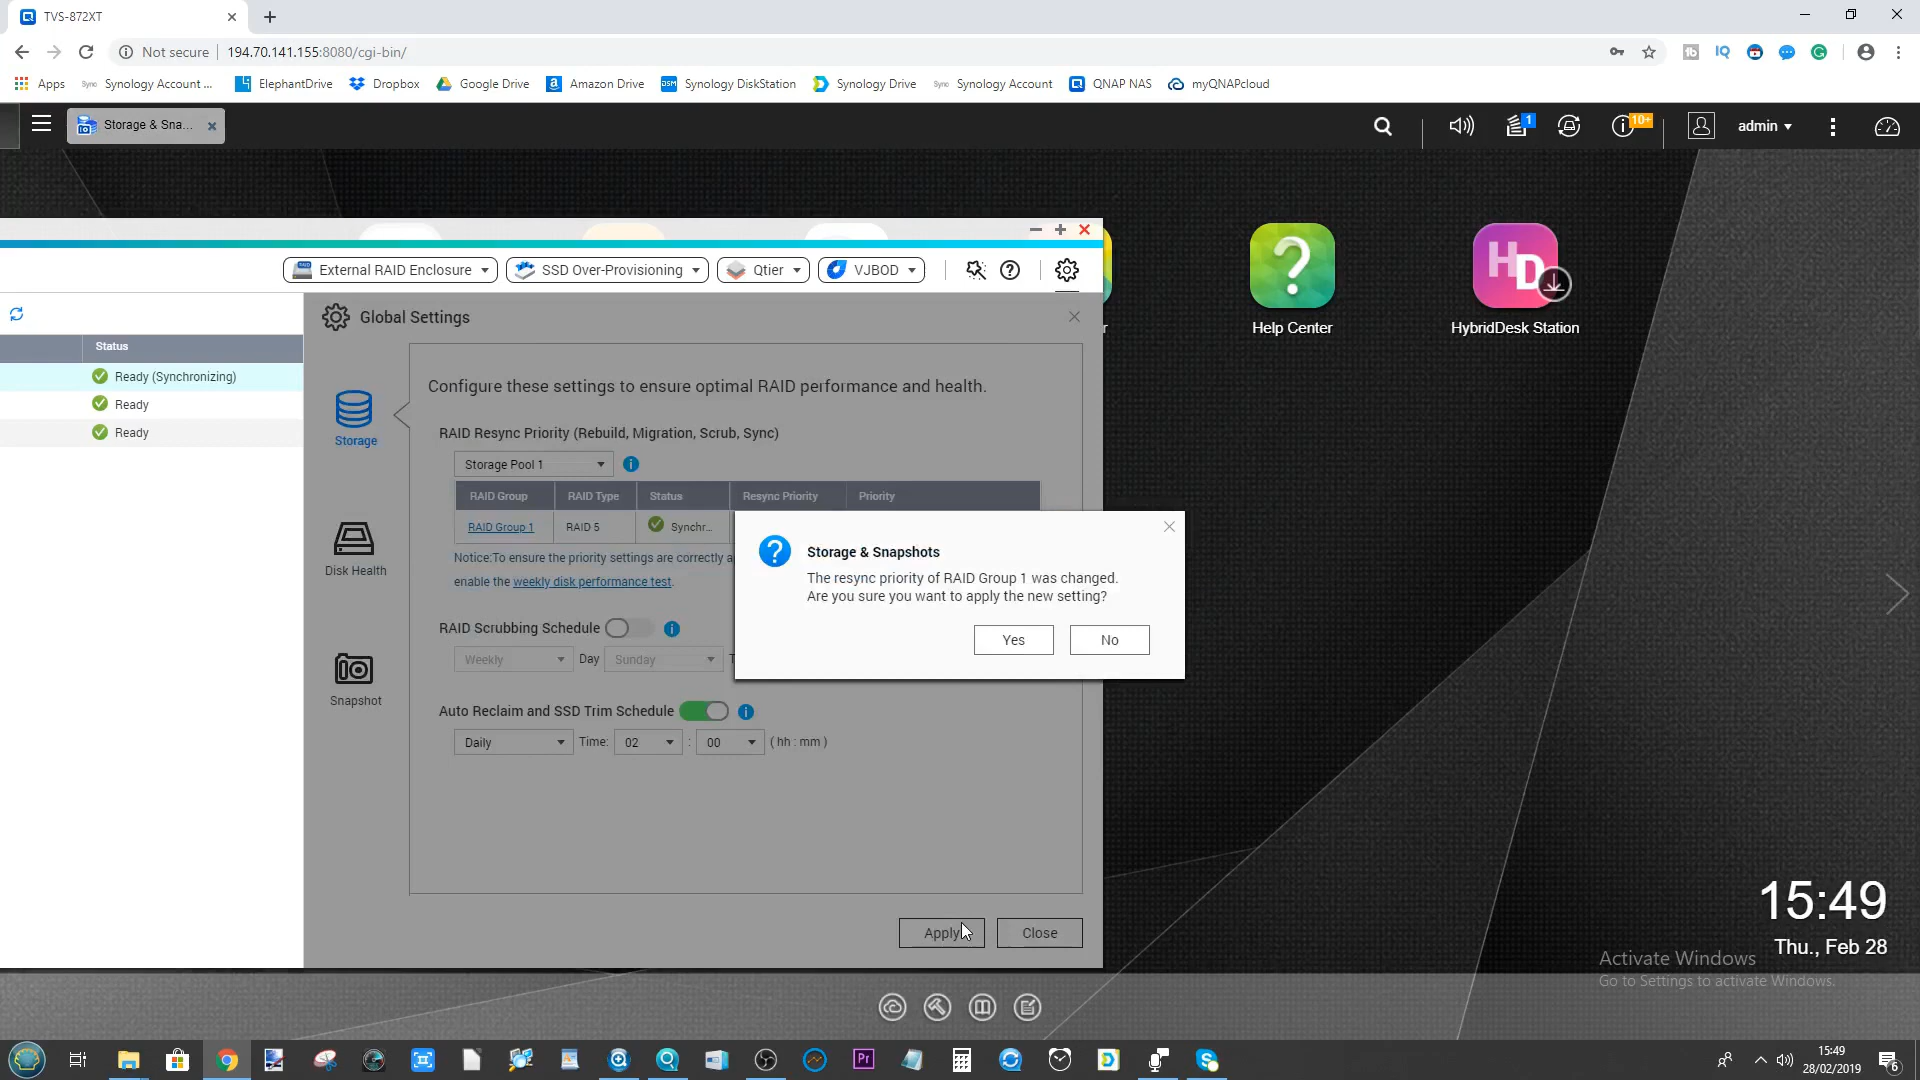 TVS-872XT
Not secure
194.70.141.155:8080/cgi-bin/
Apps
Sync
Synology Account ...
ElephantDrive
Dropbox
Google Drive
Amazon Drive
DSM
Synology DiskStation
Synology Drive
Sync
Synology Account
QNAP NAS
myQNAPcloud
Storage & Sna...
1
10+
admin
External RAID Enclosure
SSD Over-Provisioning
Qtier
VJBOD
Help Center
HD
HybridDesk Station
Status
Ready (Synchronizing)
Ready
Ready
Global Settings
Storage
Disk Health
Snapshot
Configure these settings to ensure optimal RAID performance and health.
RAID Resync Priority (Rebuild, Migration, Scrub, Sync)
Storage Pool 1
RAID Group
RAID Type
Status
Resync Priority
Priority
RAID Group 1
RAID 5
Synchr...
Notice:To ensure the priority settings are correctly a
enable the weekly disk performance test.
RAID Scrubbing Schedule
Weekly
Day
Sunday
T
Auto Reclaim and SSD Trim Schedule
Daily
Time:
02
:
00
( hh : mm )
Apply
Close
Storage & Snapshots
The resync priority of RAID Group 1 was changed.
Are you sure you want to apply the new setting?
Yes
No
15:49
Thu., Feb 28
Activate Windows
Go to Settings to activate Windows.
Pr
15:49
28/02/2019
6